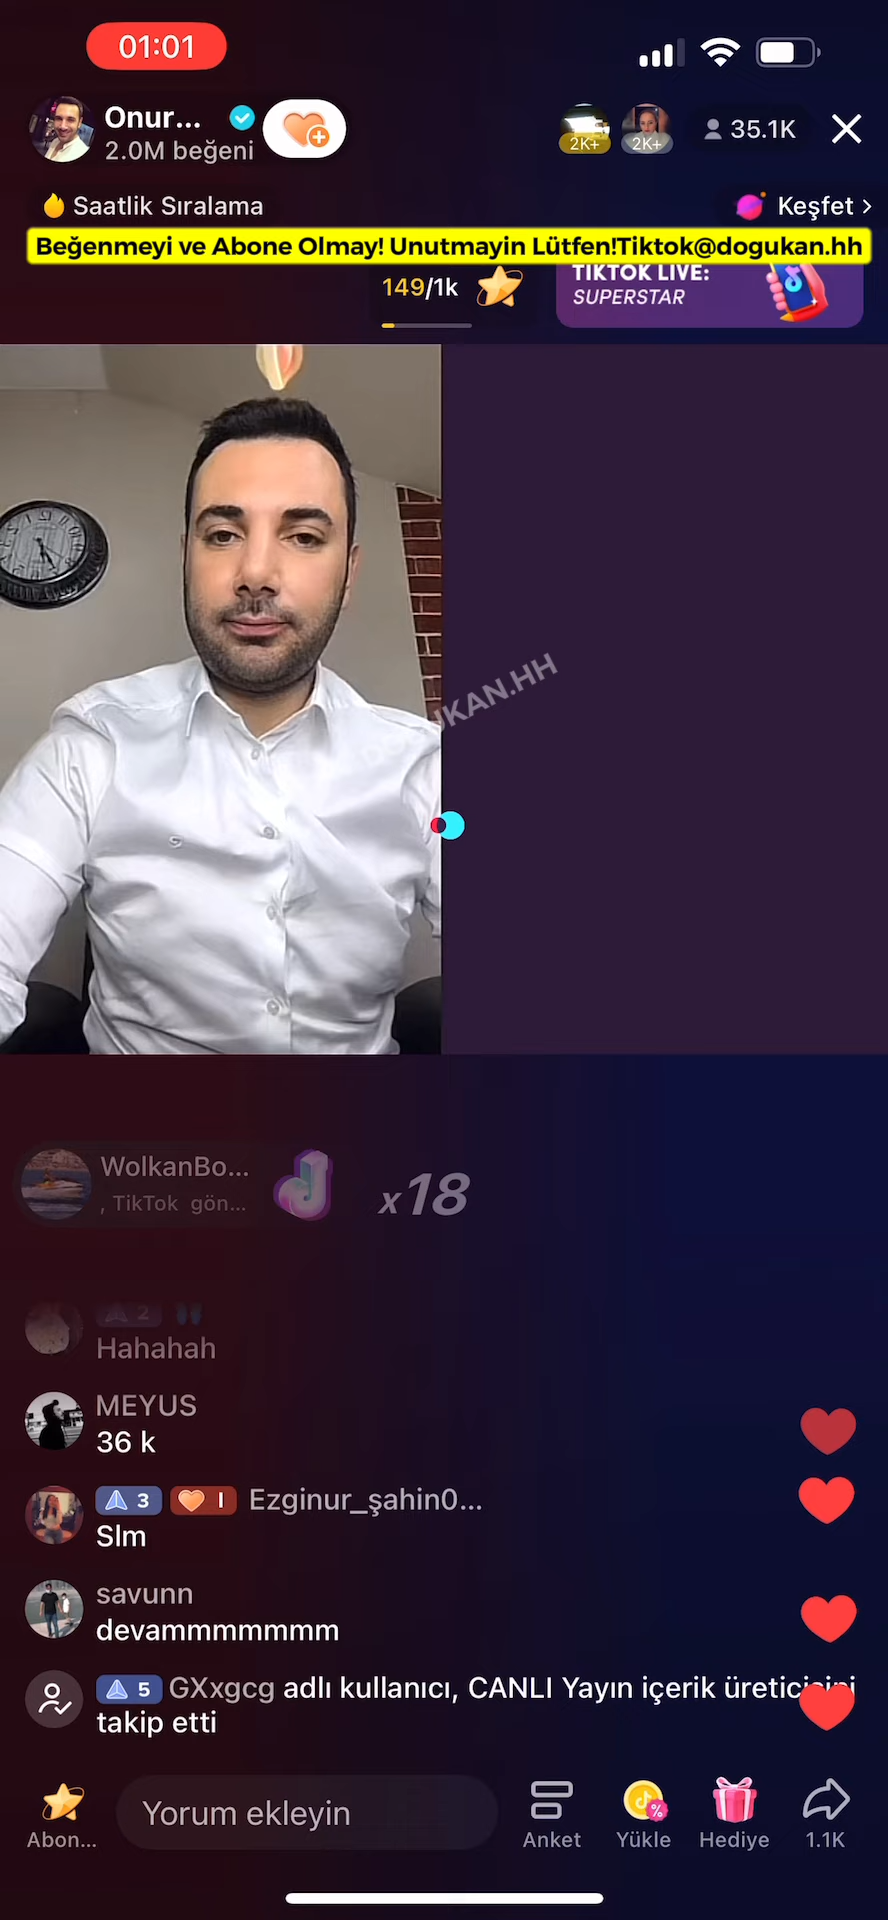 01:01
Onur...
2.0M beğeni
2K+
2K+
35.1K
Saatlik Sıralama
Keşfet
Beğenmeyi ve Abone Olmay! Unutmayin Lütfen!Tiktok@dogukan.hh
149/1k
TIKTOK LIVE:
SUPERSTAR
DOGUKAN.HH
WolkanBo...
, TikTok gön...
x18
2
Hahahah
MEYUS
36 k
3 I Ezginur_şahin0...
Slm
savunn
devammmmmmm
5 GXxgcg adlı kullanıcı, CANLI Yayın içerik üreticisini
takip etti
Abon...
Yorum ekleyin
Anket
Yükle
Hediye
1.1K